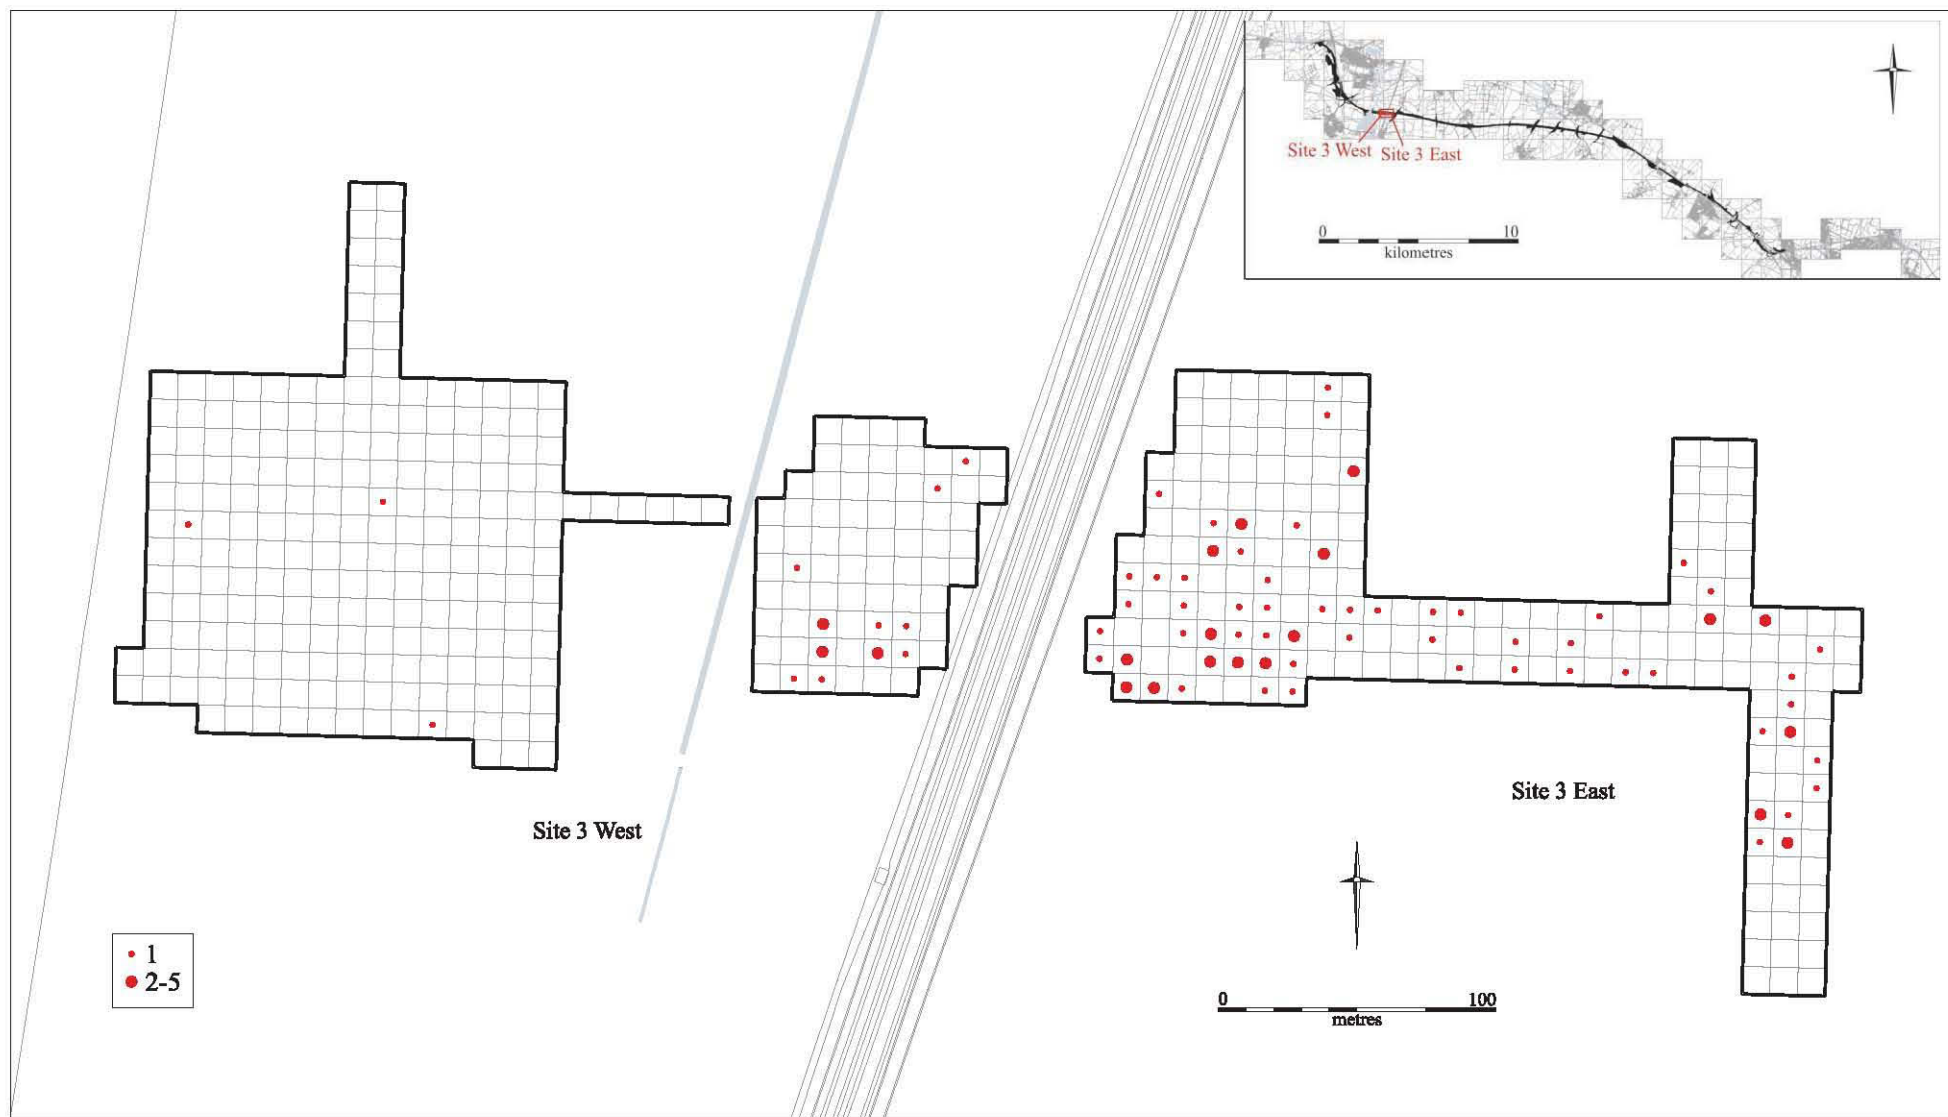 Site 3 West Site 3 East
0 10
kilometres
Site 3 East
Site 3 West
1
2-5
0 100
metres